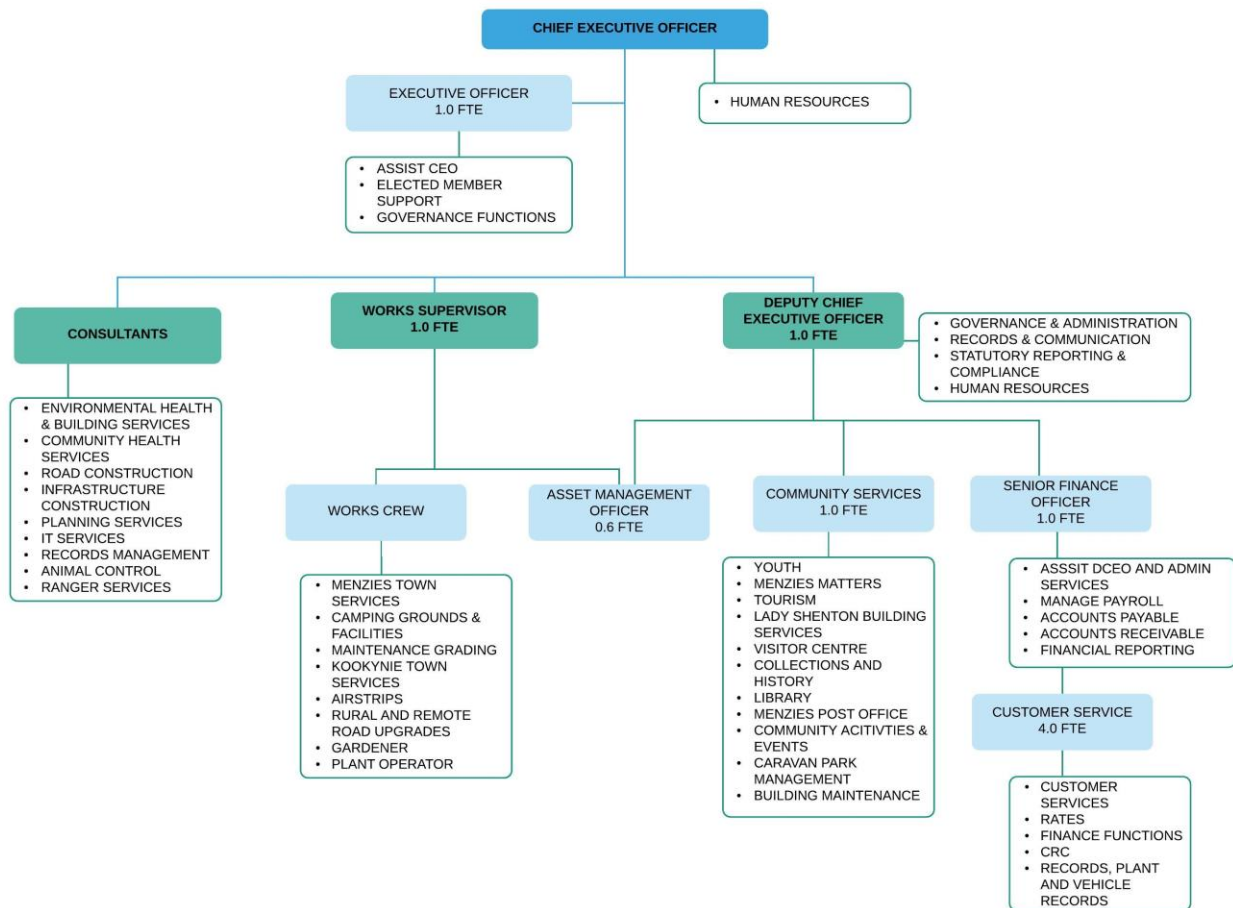 CHIEF EXECUTIVE OFFICER
EXECUTIVE OFFICER
1.0 FTE
• HUMAN RESOURCES
• ASSIST CEO
• ELECTED MEMBER
SUPPORT
• GOVERNANCE FUNCTIONS
CONSULTANTS
WORKS SUPERVISOR
1.0 FTE
DEPUTY CHIEF
EXECUTIVE OFFICER
1.0 FTE
• GOVERNANCE & ADMINISTRATION
• RECORDS & COMMUNICATION
• STATUTORY REPORTING &
COMPLIANCE
• HUMAN RESOURCES
• ENVIRONMENTAL HEALTH
& BUILDING SERVICES
• COMMUNITY HEALTH
SERVICES
• ROAD CONSTRUCTION
• INFRASTRUCTURE
CONSTRUCTION
• PLANNING SERVICES
• IT SERVICES
• RECORDS MANAGEMENT
• ANIMAL CONTROL
• RANGER SERVICES
WORKS CREW
ASSET MANAGEMENT
OFFICER
0.6 FTE
COMMUNITY SERVICES
1.0 FTE
SENIOR FINANCE
OFFICER
1.0 FTE
• MENZIES TOWN
SERVICES
• CAMPING GROUNDS &
FACILITIES
• MAINTENANCE GRADING
• KOOKYNIE TOWN
SERVICES
• AIRSTRIPS
• RURAL AND REMOTE
ROAD UPGRADES
• GARDENER
• PLANT OPERATOR
• YOUTH
• MENZIES MATTERS
• TOURISM
• LADY SHENTON BUILDING
SERVICES
• VISITOR CENTRE
• COLLECTIONS AND
HISTORY
• LIBRARY
• MENZIES POST OFFICE
• COMMUNITY ACITIVTIES &
EVENTS
• CARAVAN PARK
MANAGEMENT
• BUILDING MAINTENANCE
• ASSSIT DCEO AND ADMIN
SERVICES
• MANAGE PAYROLL
• ACCOUNTS PAYABLE
• ACCOUNTS RECEIVABLE
• FINANCIAL REPORTING
CUSTOMER SERVICE
4.0 FTE
• CUSTOMER
SERVICES
• RATES
• FINANCE FUNCTIONS
• CRC
• RECORDS, PLANT
AND VEHICLE
RECORDS